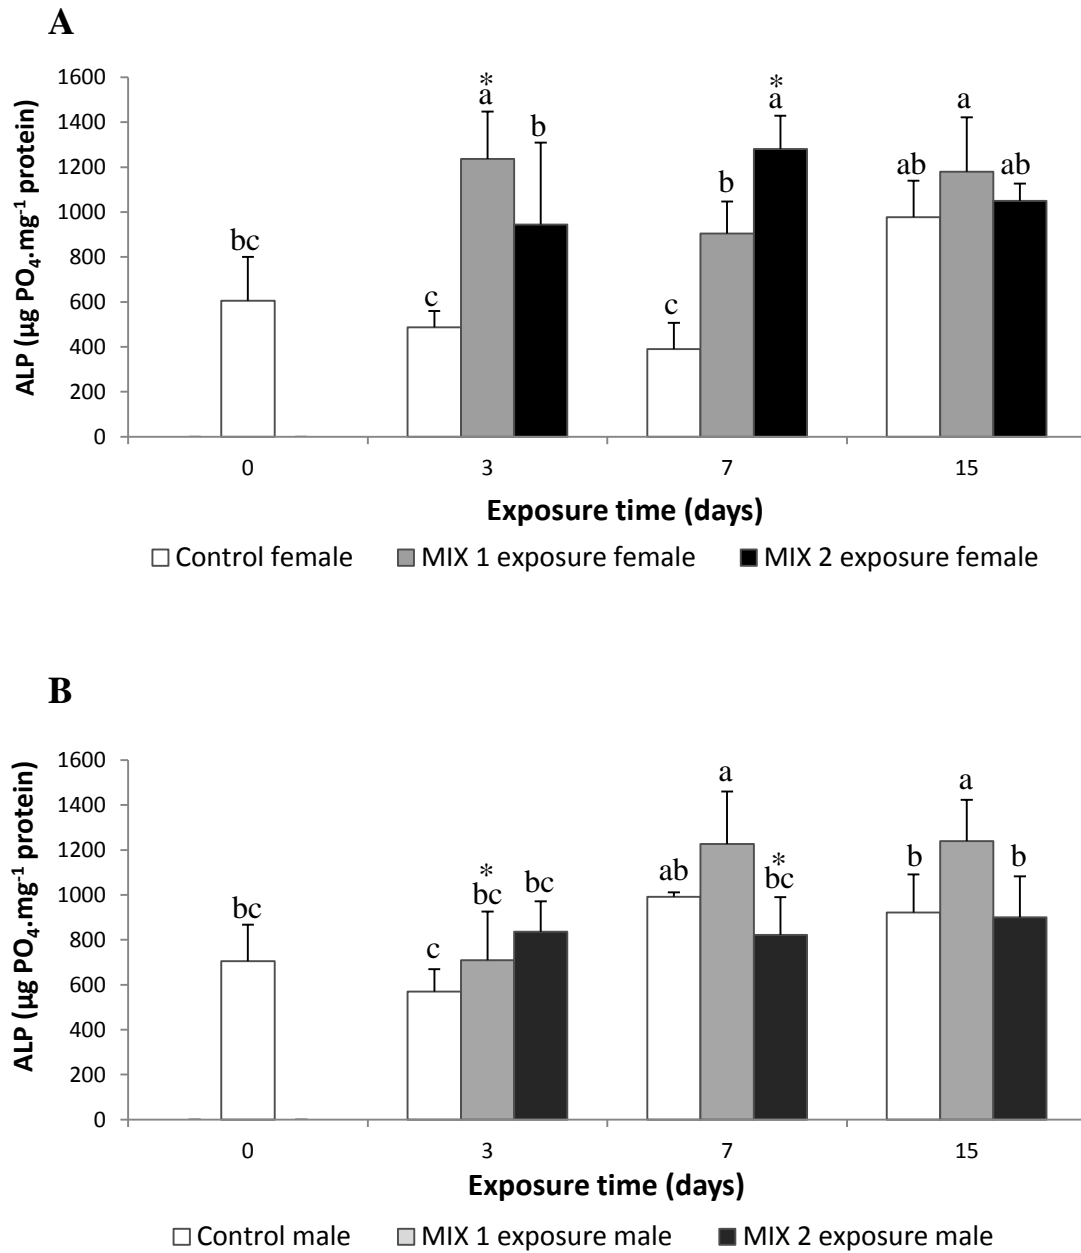 A
ALP (µg PO₄.mg⁻¹ protein)
1600
1400
1200
1000
800
600
400
200
0
bc
c
*
a
b
c
b
*
a
ab
a
ab
0 3 7 15
Exposure time (days)
Control female MIX 1 exposure female MIX 2 exposure female
B
ALP (µg PO₄.mg⁻¹ protein)
1600
1400
1200
1000
800
600
400
200
0
bc
c
*
bc
bc
ab
a
*
bc
b
a
b
0 3 7 15
Exposure time (days)
Control male MIX 1 exposure male MIX 2 exposure male